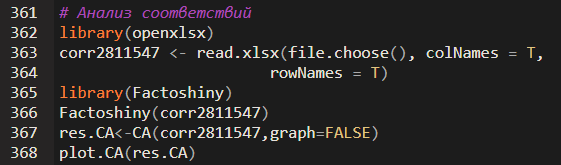 361 # Анализ соответствий
362 library(openxlsx)
363 corr2811547 <- read.xlsx(file.choose(), colNames = T,
364 rowNames = T)
365 library(Factoshiny)
366 Factoshiny(corr2811547)
367 res.CA<-CA(corr2811547,graph=FALSE)
368 plot.CA(res.CA)